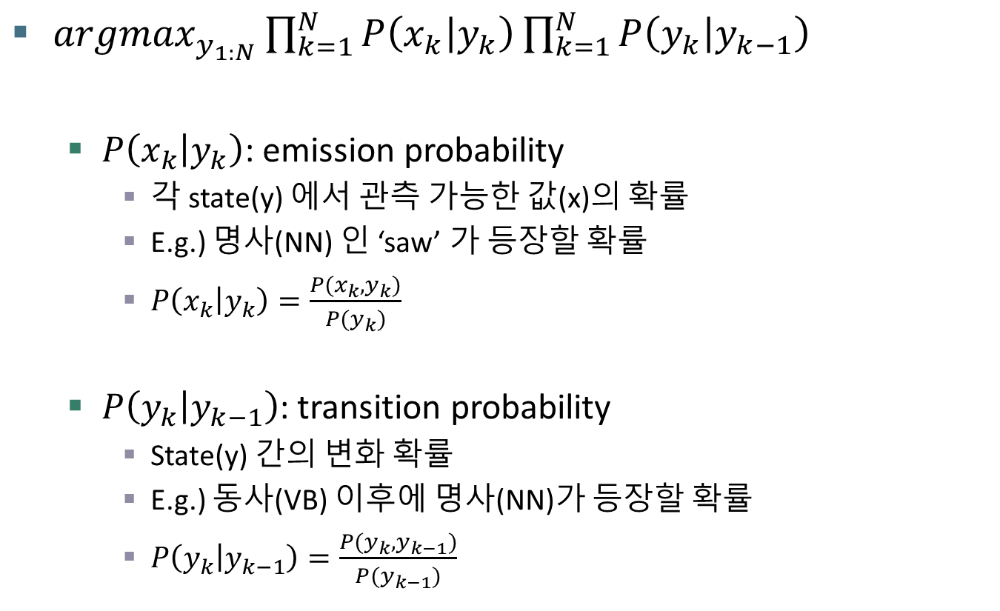 ▪ argmax_{y_{1:N}} ∏_{k=1}^{N} P(x_k|y_k) ∏_{k=1}^{N} P(y_k|y_{k−1})
▪ P(x_k|y_k): emission probability
▪ 각 state(y) 에서 관측 가능한 값(x)의 확률
▪ E.g.) 명사(NN) 인 ‘saw’ 가 등장할 확률
▪ P(x_k|y_k) = P(x_k,y_k) / P(y_k)
▪ P(y_k|y_{k−1}): transition probability
▪ State(y) 간의 변화 확률
▪ E.g.) 동사(VB) 이후에 명사(NN)가 등장할 확률
▪ P(y_k|y_{k−1}) = P(y_k,y_{k−1}) / P(y_{k−1})